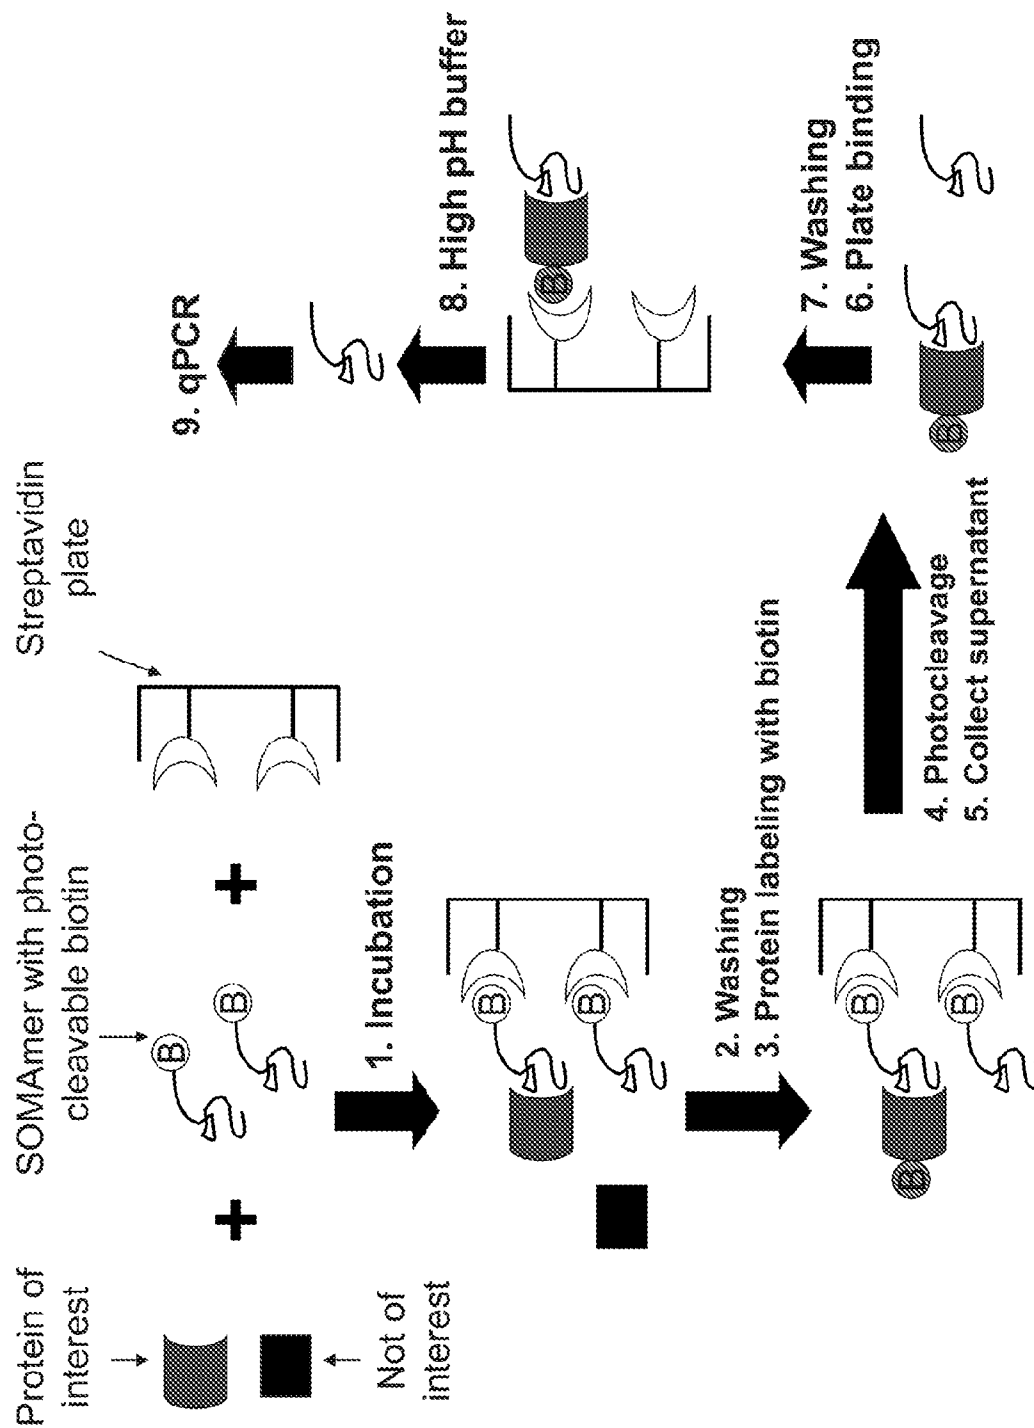 Protein of
interest
SOMAmer with photo-
cleavable biotin
Streptavidin
plate
Not of
interest
B
B
1. Incubation
B
B
2. Washing
3. Protein labeling with biotin
B
B
B
4. Photocleavage
5. Collect supernatant
B
7. Washing
6. Plate binding
B
8. High pH buffer
9. qPCR